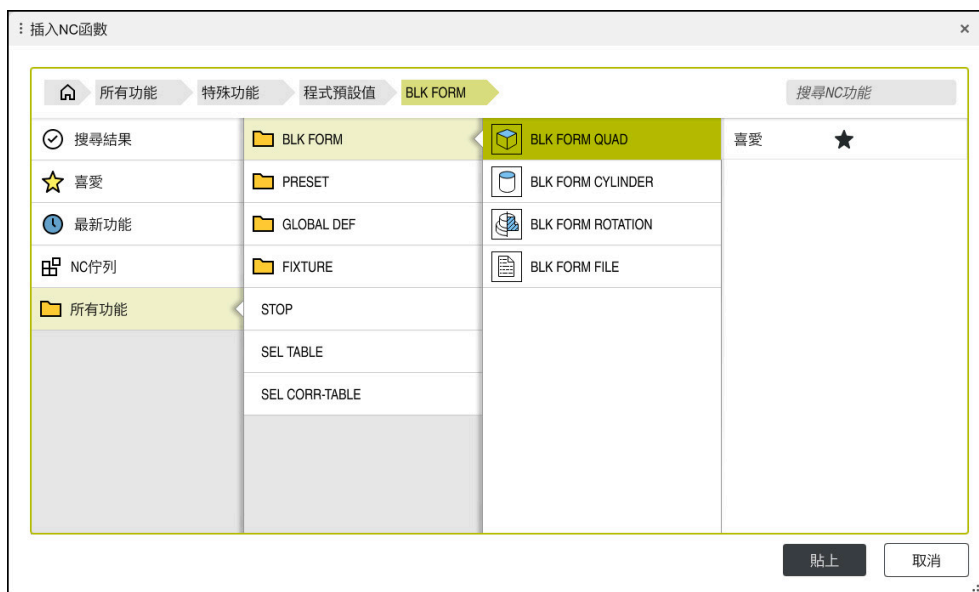 插入NC函數
所有功能 特殊功能 程式預設值 BLK FORM 搜尋NC功能
搜尋結果 BLK FORM BLK FORM QUAD 喜愛
喜愛 PRESET BLK FORM CYLINDER
最新功能 GLOBAL DEF BLK FORM ROTATION
NC佇列 FIXTURE BLK FORM FILE
所有功能 STOP
SEL TABLE
SEL CORR-TABLE
貼上 取消